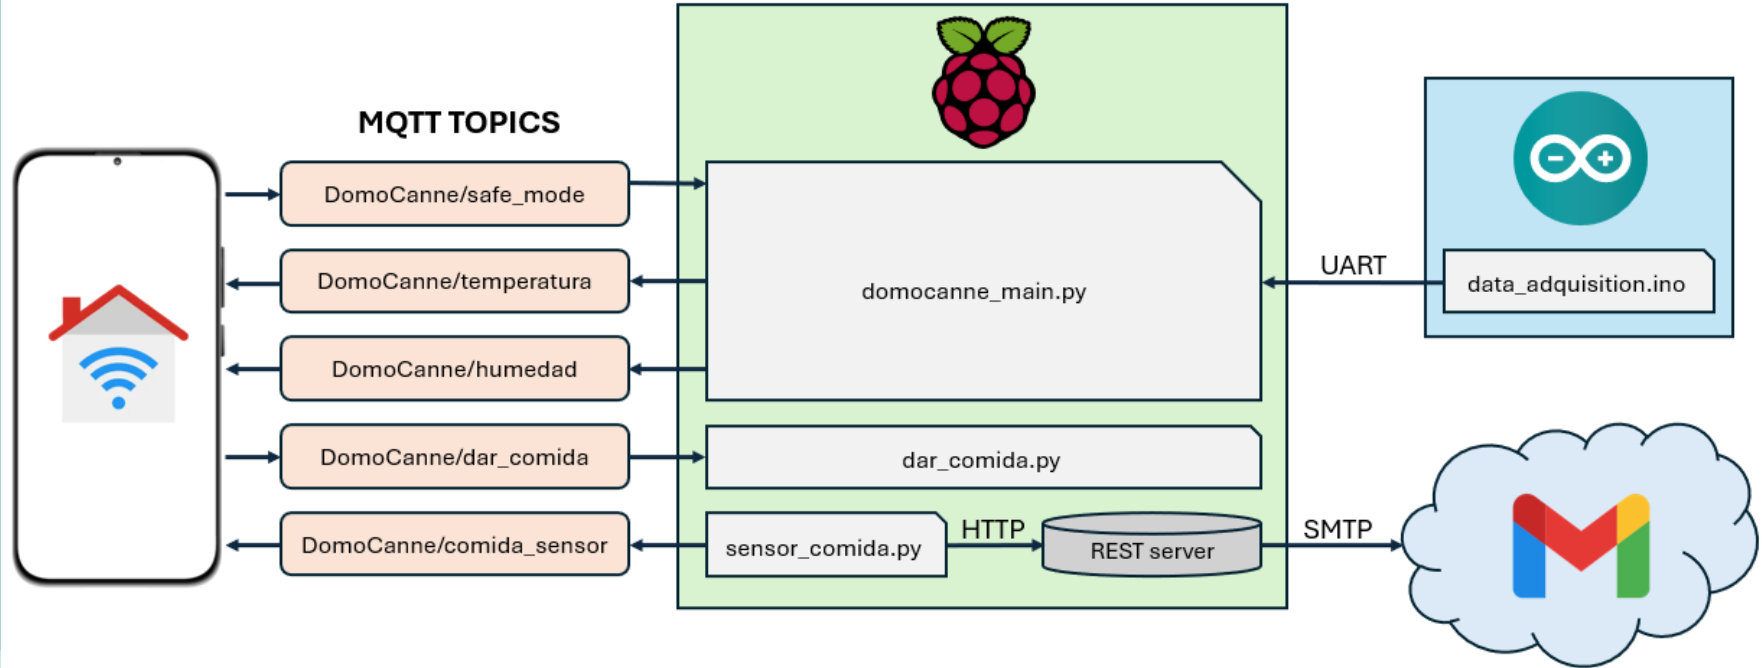 MQTT TOPICS
DomoCanne/safe_mode
DomoCanne/temperatura
DomoCanne/humedad
DomoCanne/dar_comida
DomoCanne/comida_sensor
domocanne_main.py
dar_comida.py
sensor_comida.py
HTTP
REST server
UART
data_adquisition.ino
SMTP